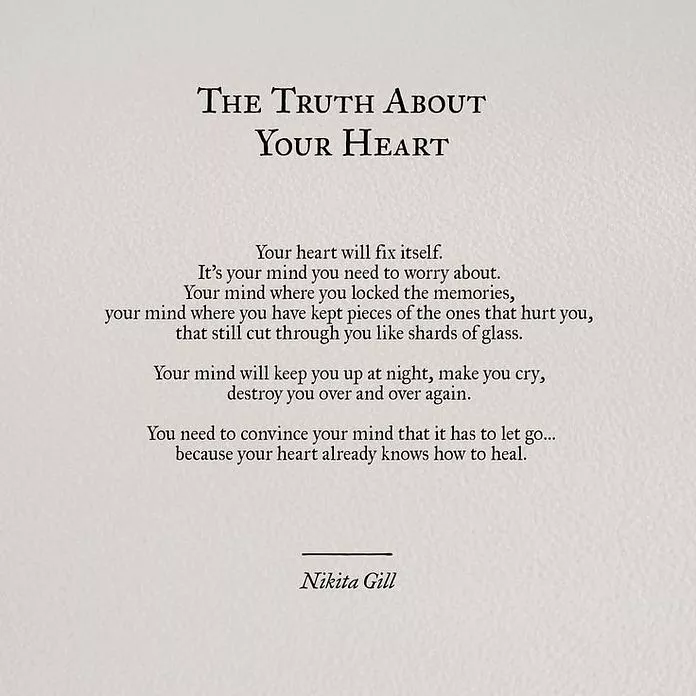 The Truth About
Your Heart
Your heart will fix itself.
It's your mind you need to worry about.
Your mind where you locked the memories,
your mind where you have kept pieces of the ones that hurt you,
that still cut through you like shards of glass.
Your mind will keep you up at night, make you cry,
destroy you over and over again.
You need to convince your mind that it has to let go...
because your heart already knows how to heal.
Nikita Gill